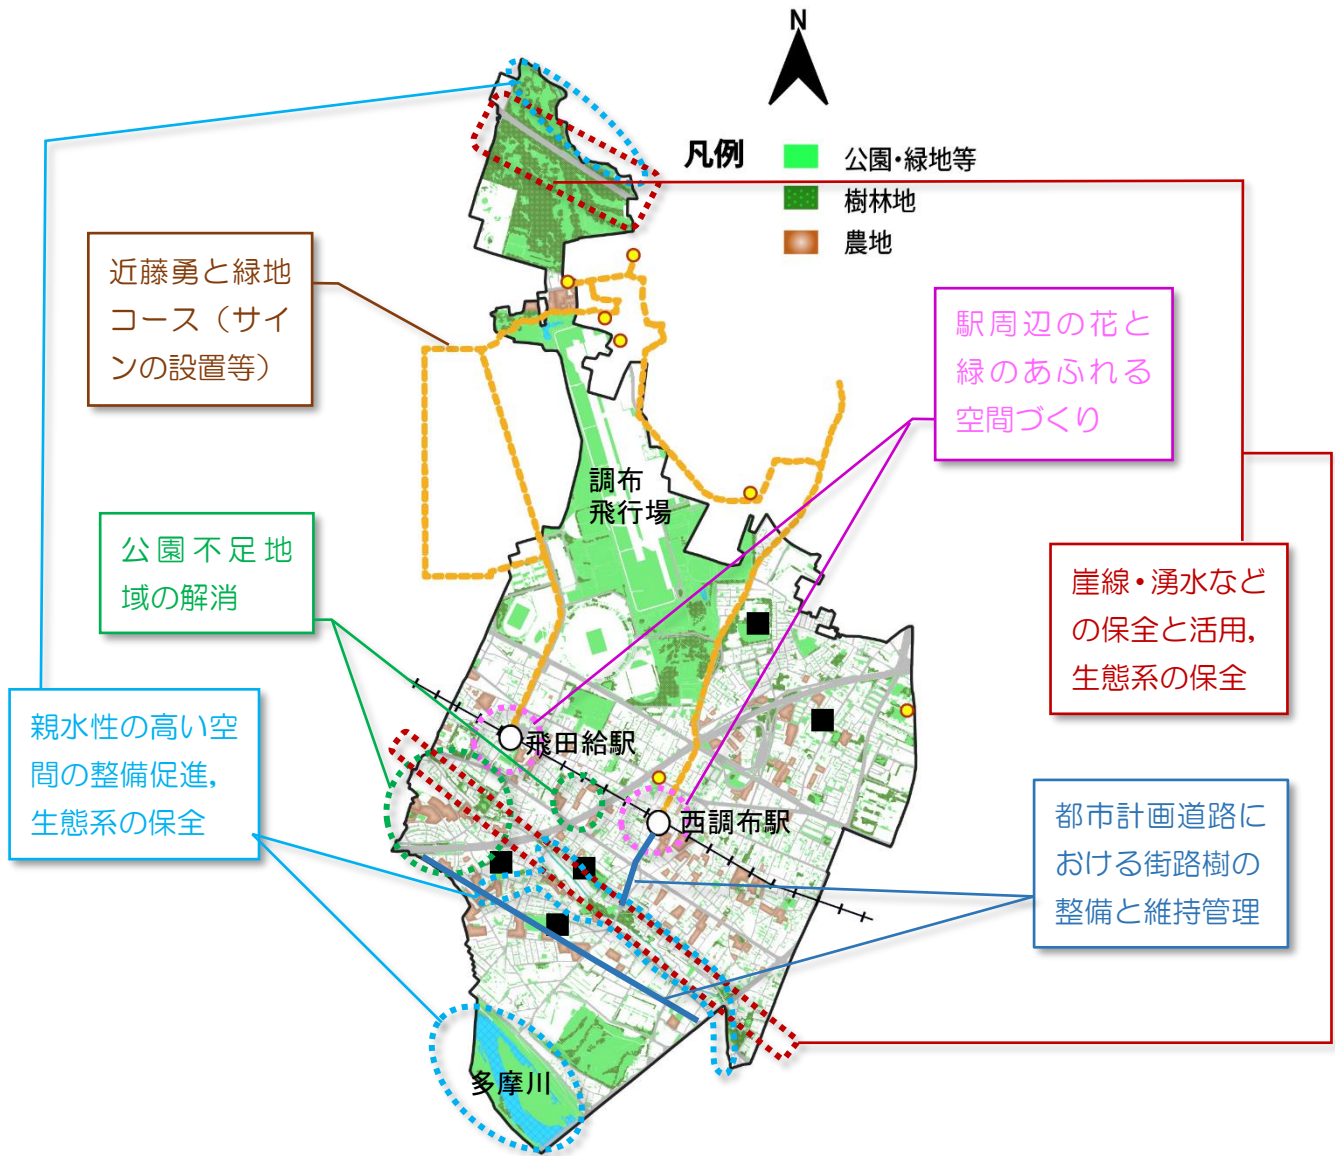 N
凡例
公園・緑地等
樹林地
農地
近藤勇と緑地
コース（サイ
ンの設置等）
駅周辺の花と
緑のあふれる
空間づくり
調布
飛行場
公園不足地
域の解消
崖線・湧水など
の保全と活用，
生態系の保全
親水性の高い空
間の整備促進，
生態系の保全
飛田給駅
西調布駅
都市計画道路に
おける街路樹の
整備と維持管理
多摩川